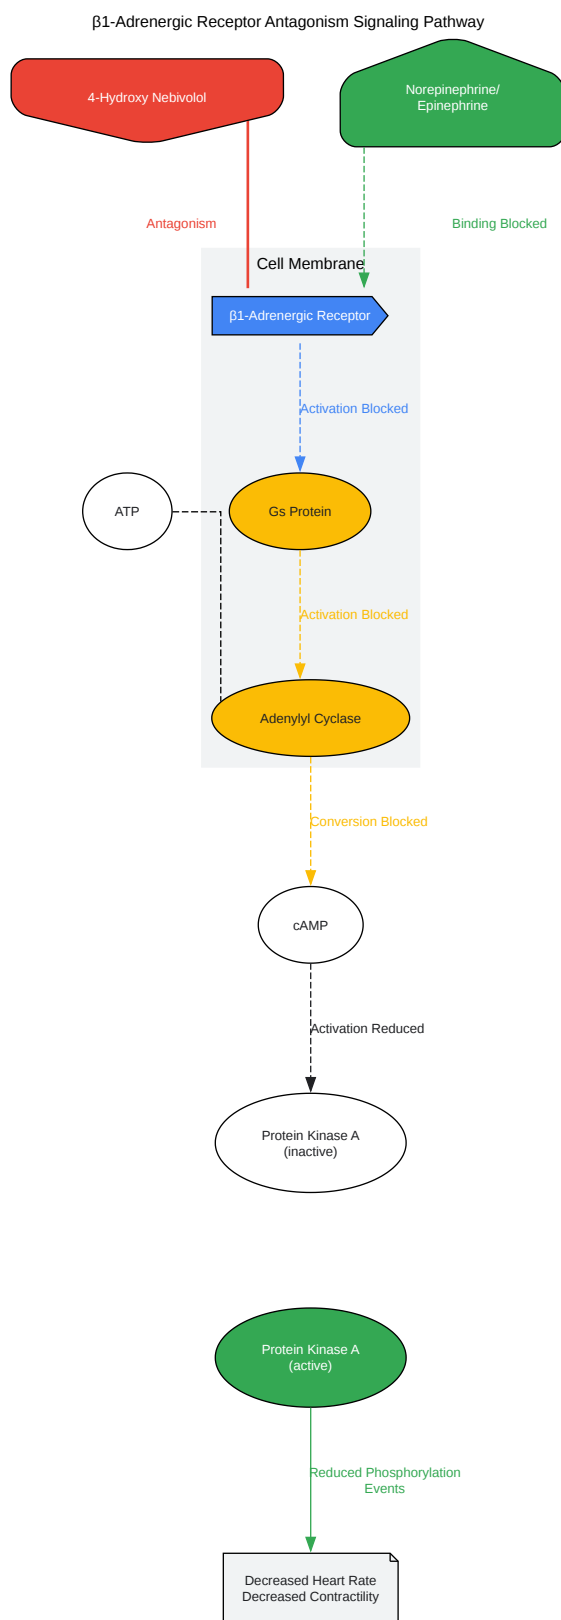 β1-Adrenergic Receptor Antagonism Signaling Pathway
4-Hydroxy Nebivolol
Norepinephrine/
Epinephrine
Antagonism
Binding Blocked
Cell Membrane
β1-Adrenergic Receptor
Activation Blocked
ATP
Gs Protein
Activation Blocked
Adenylyl Cyclase
Conversion Blocked
cAMP
Activation Reduced
Protein Kinase A
(inactive)
Protein Kinase A
(active)
Reduced Phosphorylation
Events
Decreased Heart Rate
Decreased Contractility